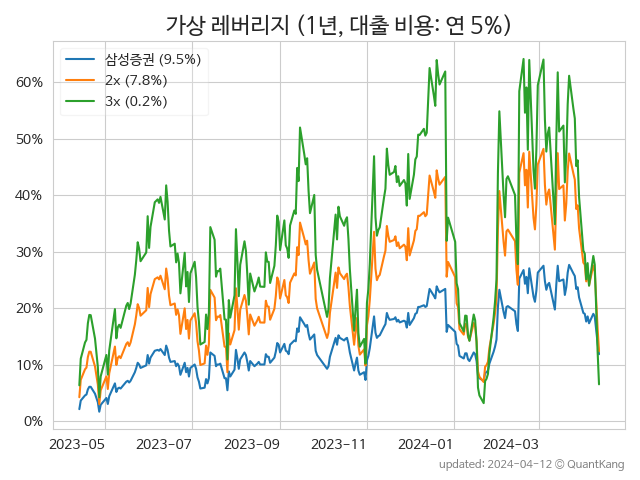 가상 레버리지 (1년, 대출 비용: 연 5%)
삼성증권 (9.5%)
2x (7.8%)
3x (0.2%)
60%
50%
40%
30%
20%
10%
0%
2023-05 2023-07 2023-09 2023-11 2024-01 2024-03
updated: 2024-04-12 © QuantKang